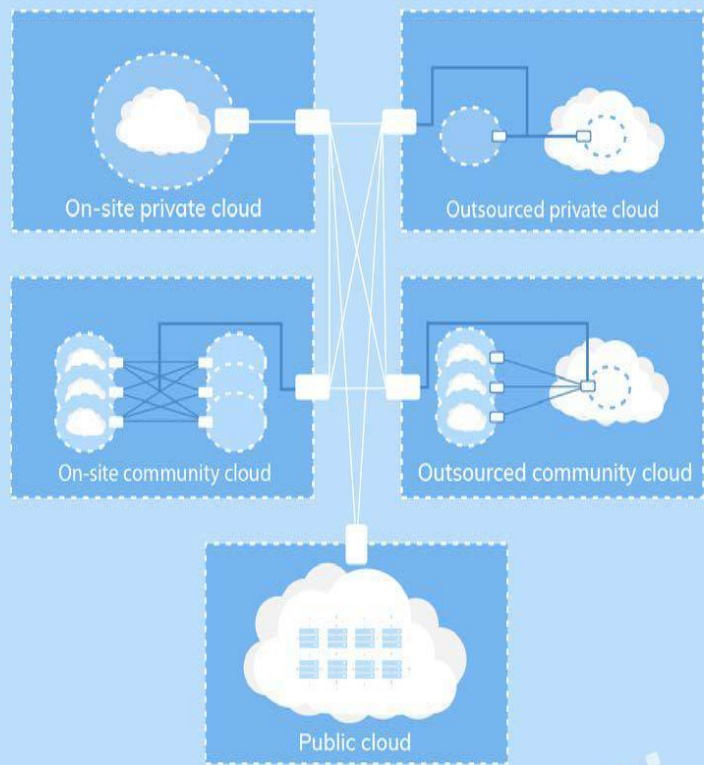 On-site private cloud
Outsourced private cloud
On-site community cloud
Outsourced community cloud
Public cloud